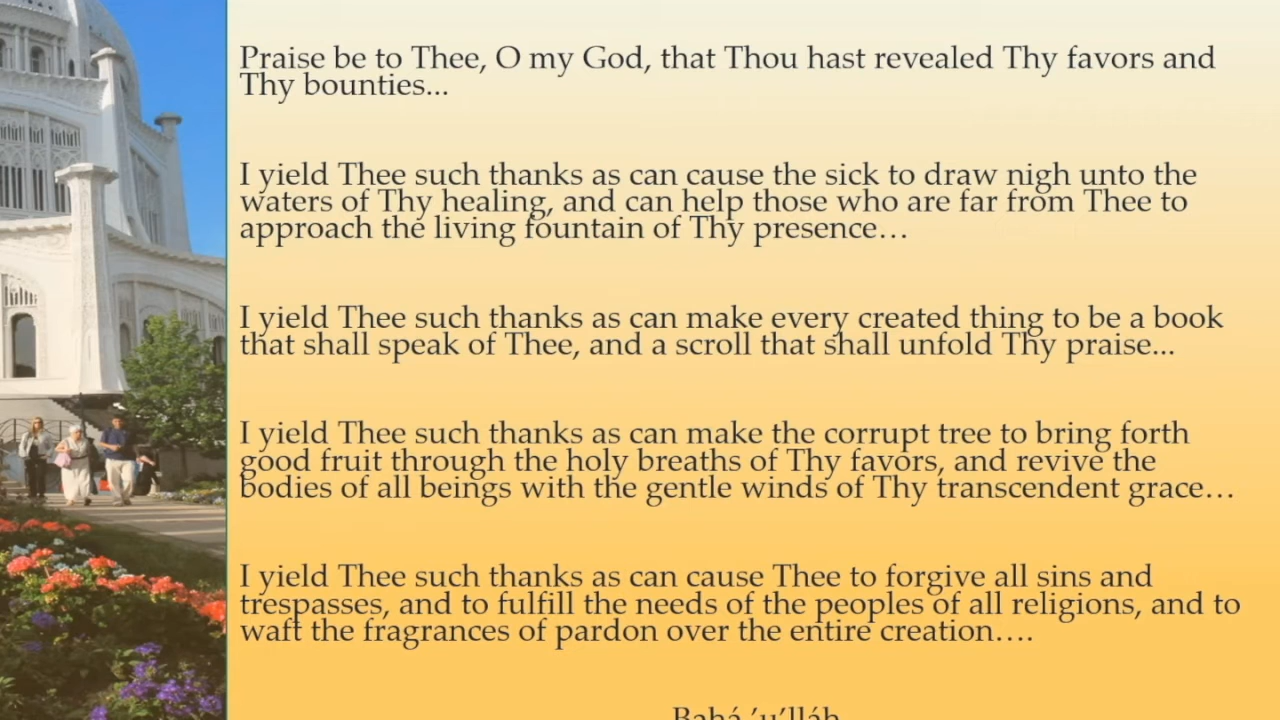 Praise be to Thee, O my God, that Thou hast revealed Thy favors and
Thy bounties...
I yield Thee such thanks as can cause the sick to draw nigh unto the
waters of Thy healing, and can help those who are far from Thee to
approach the living fountain of Thy presence…
I yield Thee such thanks as can make every created thing to be a book
that shall speak of Thee, and a scroll that shall unfold Thy praise...
I yield Thee such thanks as can make the corrupt tree to bring forth
good fruit through the holy breaths of Thy favors, and revive the
bodies of all beings with the gentle winds of Thy transcendent grace…
I yield Thee such thanks as can cause Thee to forgive all sins and
trespasses, and to fulfill the needs of the peoples of all religions, and to
waft the fragrances of pardon over the entire creation….
Bahá ’u’lláh